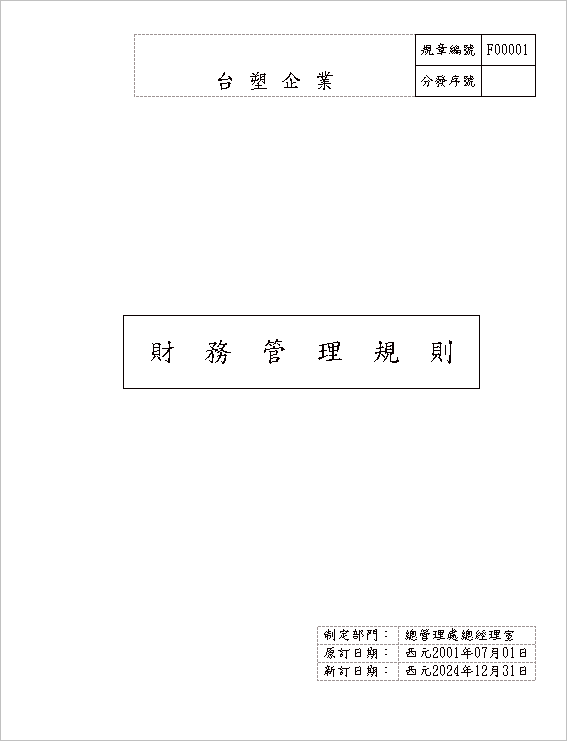 規章編號 F00001
台塑企業
分發序號
財務管理規則
制定部門： 總管理處總經理室
原訂日期： 西元2001年07月01日
新訂日期： 西元2024年12月31日